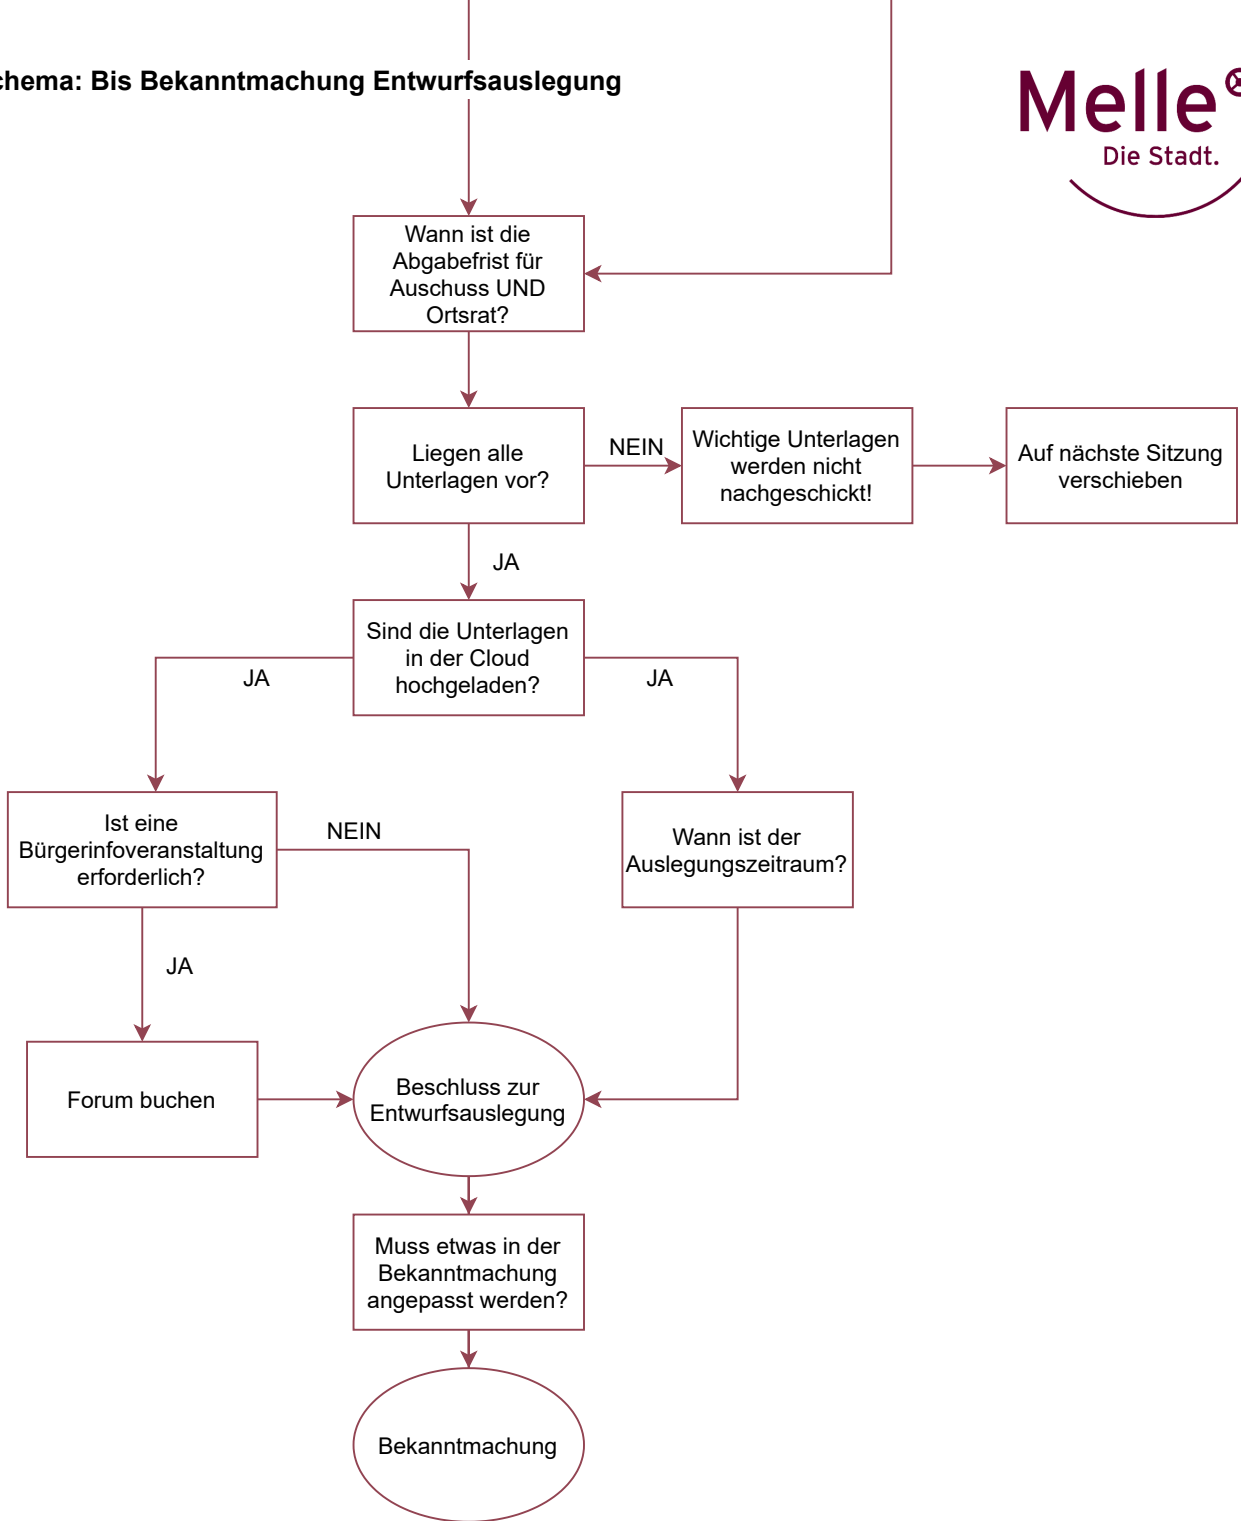 chema: Bis Bekanntmachung Entwurfsauslegung
Melle
Die Stadt.
Wann ist die
Abgabefrist für
Auschuss UND
Ortsrat?
Liegen alle
Unterlagen vor?
NEIN
Wichtige Unterlagen
werden nicht
nachgeschickt!
Auf nächste Sitzung
verschieben
JA
Sind die Unterlagen
in der Cloud
hochgeladen?
JA
JA
Ist eine
Bürgerinfoveranstaltung
erforderlich?
NEIN
Wann ist der
Auslegungszeitraum?
JA
Forum buchen
Beschluss zur
Entwurfsauslegung
Muss etwas in der
Bekanntmachung
angepasst werden?
Bekanntmachung